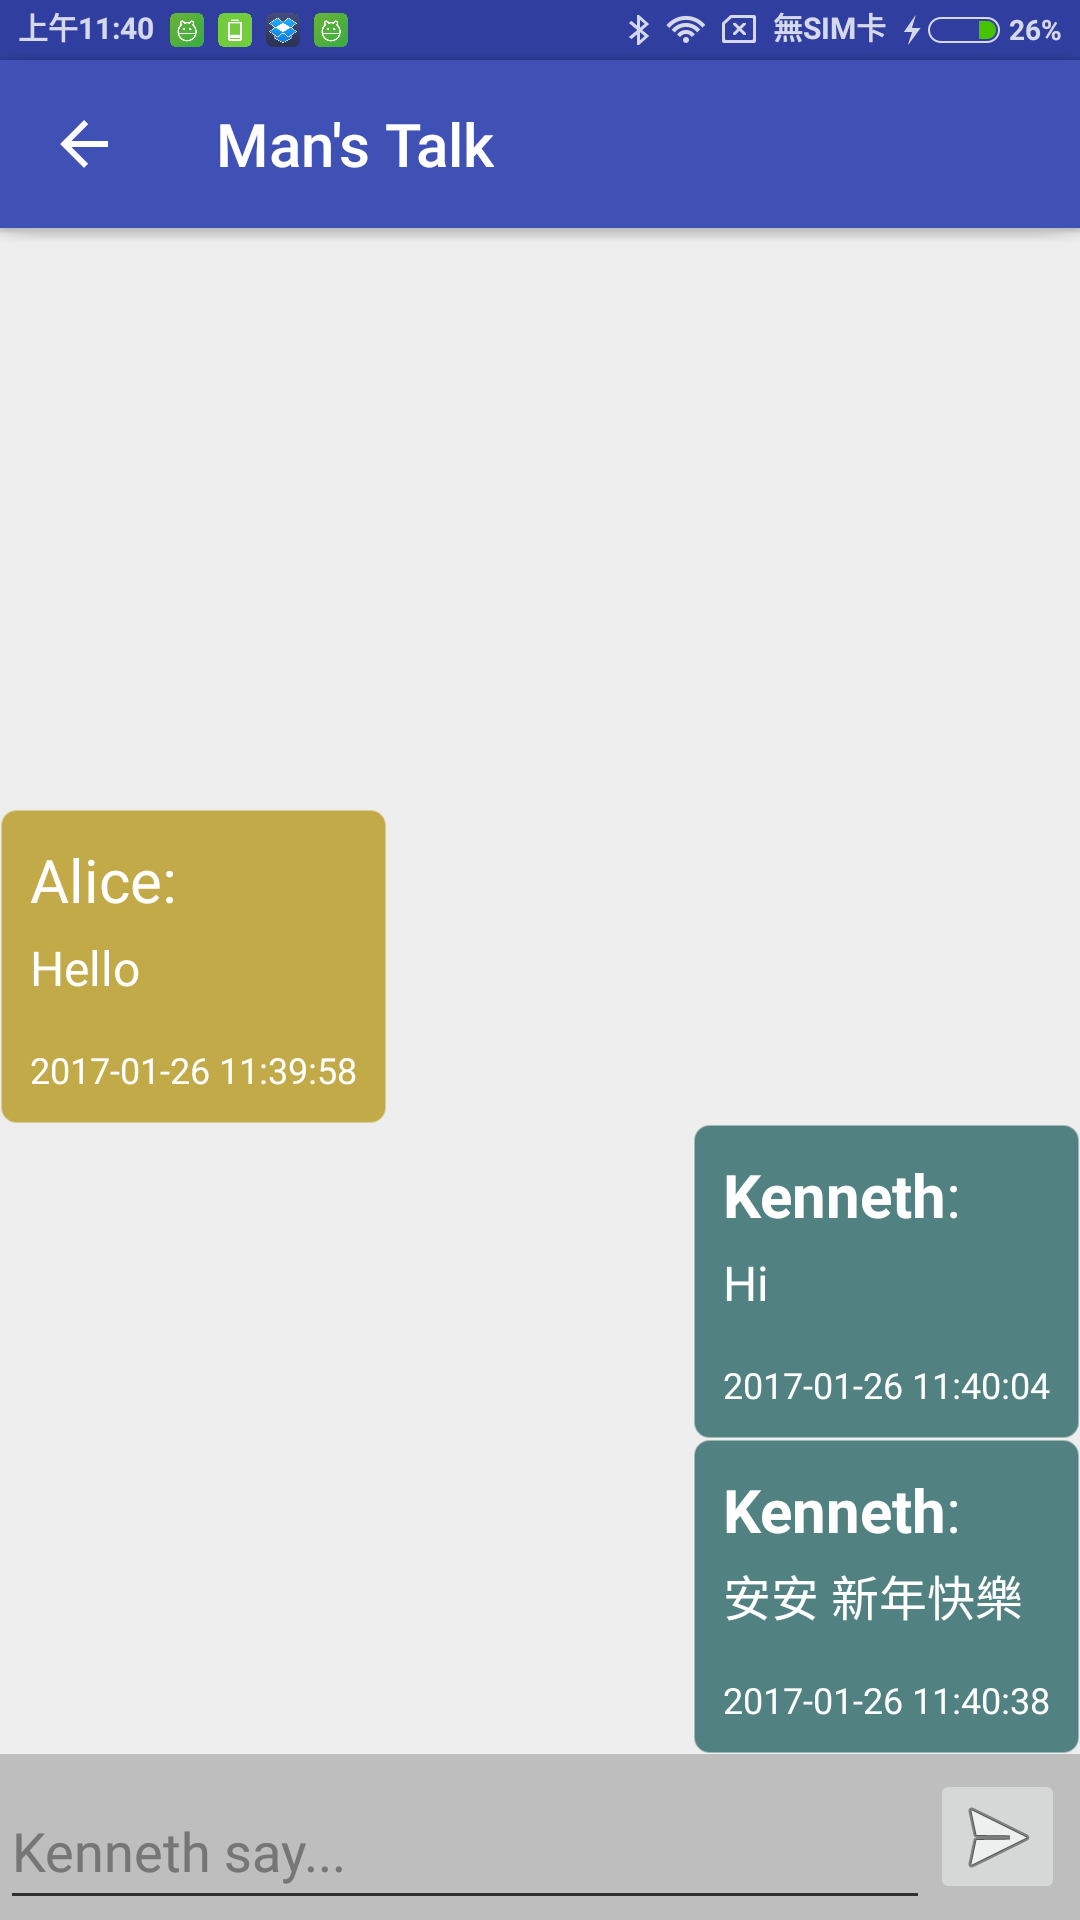 上午11:40 無SIM卡 26%
Man's Talk
Alice:
Hello
2017-01-26 11:39:58
Kenneth:
Hi
2017-01-26 11:40:04
Kenneth:
安安 新年快樂
2017-01-26 11:40:38
Kenneth say...